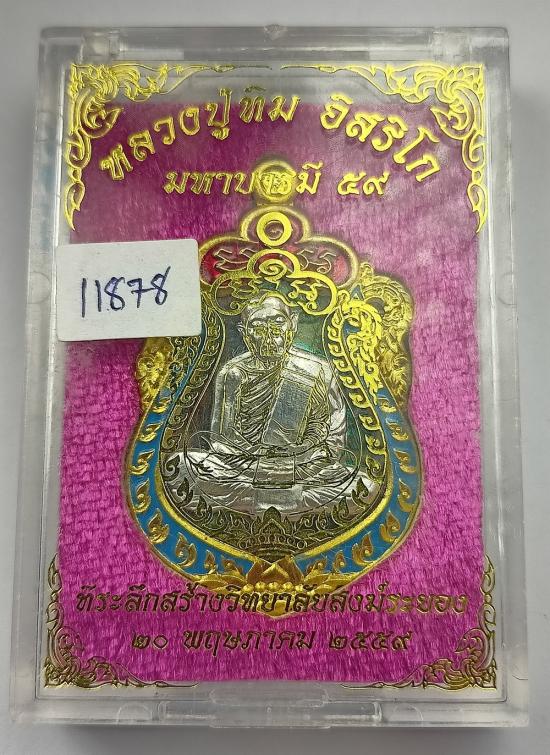 หลวงปู่ทิม อิสริโก
มหาบารมี ๕๙
11878
ที่ระลึกสร้างวิทยาลัยสงฆ์ระยอง
๒๐ พฤษภาคม ๒๕๕๙